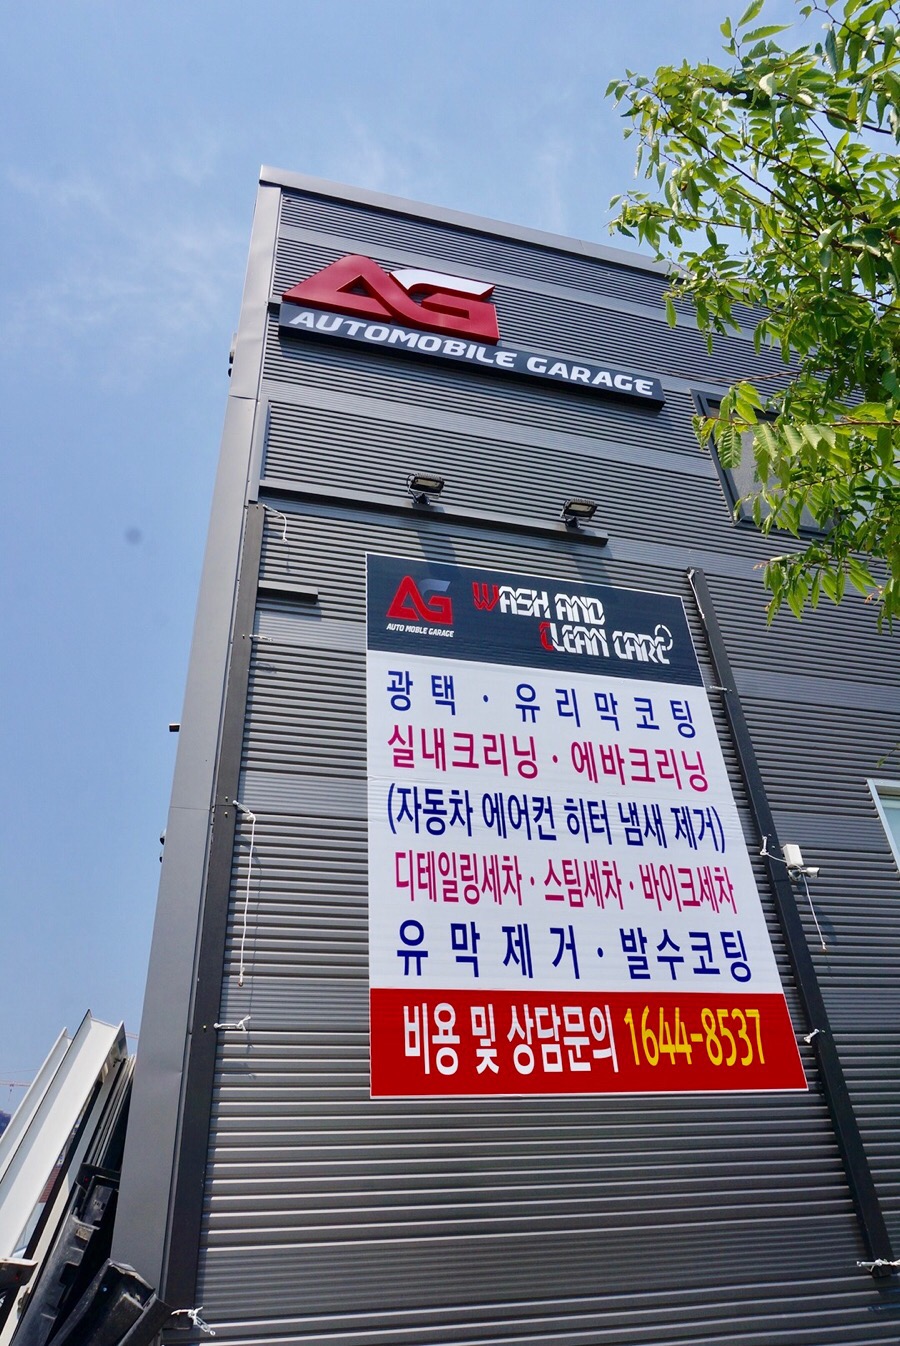 AG
AUTOMOBILE GARAGE
AG
AUTO MOBLE GARAGE
WASH AND
CLEAN CARE
광택 · 유리막코팅
실내크리닝 · 에바크리닝
(자동차 에어컨 히터 냄새 제거)
디테일링세차 · 스팀세차 · 바이크세차
유막제거 · 발수코팅
비용 및 상담문의 1644-8537